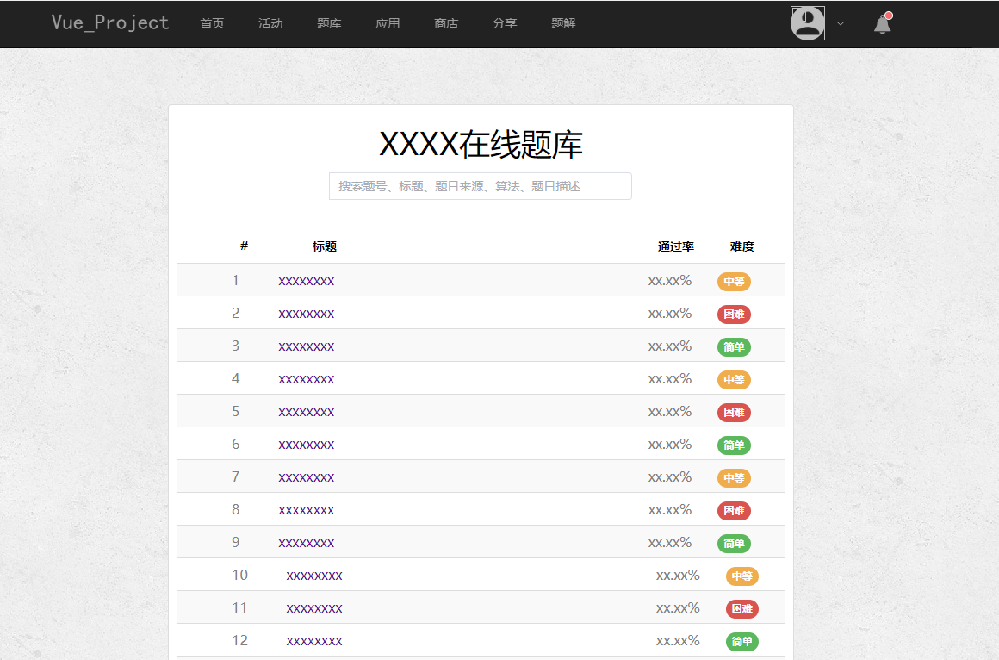 Vue_Project 首页 活动 题库 应用 商店 分享 题解
XXXX在线题库
搜索题号、标题、题目来源、算法、题目描述
# 标题 通过率 难度
1 xxxxxxxx xx.xx% 中等
2 xxxxxxxx xx.xx% 困难
3 xxxxxxxx xx.xx% 简单
4 xxxxxxxx xx.xx% 中等
5 xxxxxxxx xx.xx% 困难
6 xxxxxxxx xx.xx% 简单
7 xxxxxxxx xx.xx% 中等
8 xxxxxxxx xx.xx% 困难
9 xxxxxxxx xx.xx% 简单
10 xxxxxxxx xx.xx% 中等
11 xxxxxxxx xx.xx% 困难
12 xxxxxxxx xx.xx% 简单